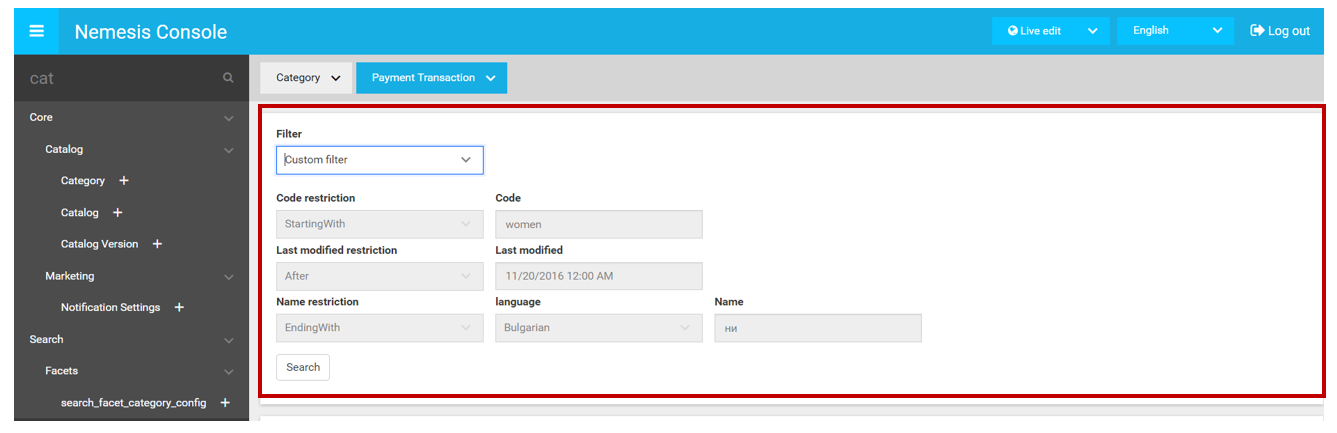 Nemesis Console
Live edit
English
Log out
cat
Category
Payment Transaction
Core
Catalog
Category +
Catalog +
Catalog Version +
Marketing
Notification Settings +
Search
Facets
search_facet_category_config +
Filter
Custom filter
Code restriction
Code
StartingWith
women
Last modified restriction
Last modified
After
11/20/2016 12:00 AM
Name restriction
language
Name
EndingWith
Bulgarian
ни
Search